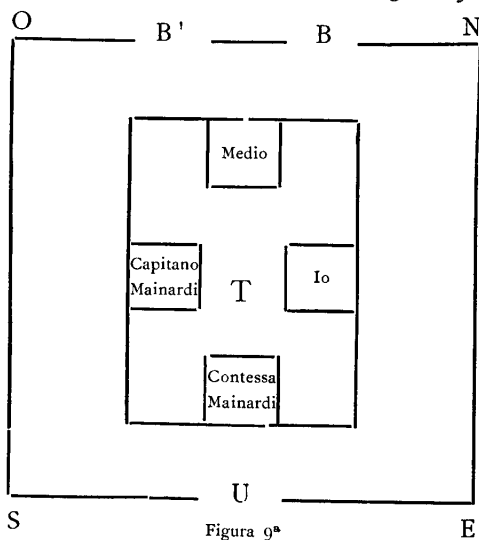 O B' B N
Medio
Capitano
Mainardi
Io
T
Contessa
Mainardi
U
S E
Figura 9ª